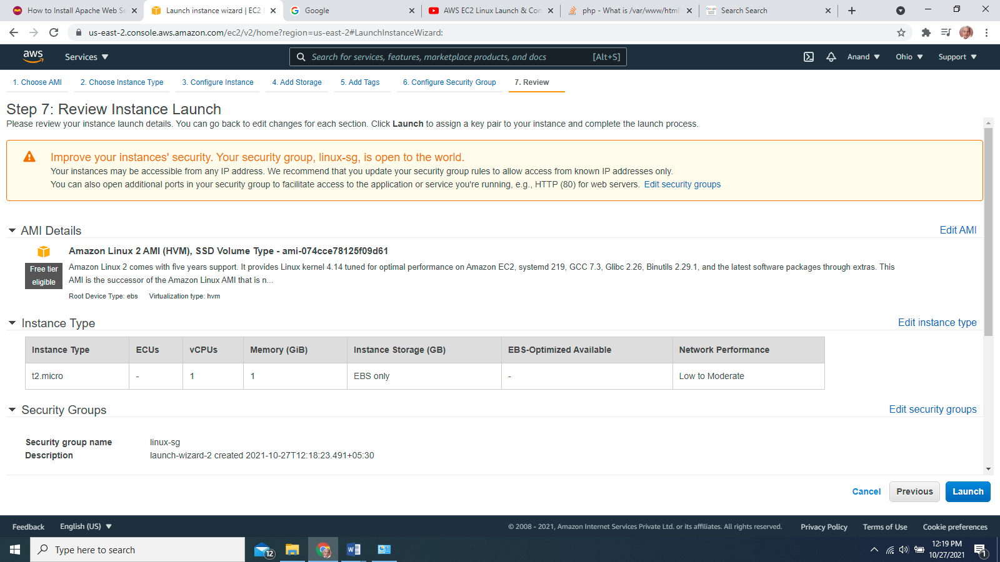 How to Install Apache Web Se
Launch instance wizard | EC2 M
Google
AWS EC2 Linux Launch & Con
php - What is /var/www/html
Search Search
us-east-2.console.aws.amazon.com/ec2/v2/home?region=us-east-2#LaunchInstanceWizard:
aws
Services
Search for services, features, marketplace products, and docs
[Alt+S]
Anand
Ohio
Support
1. Choose AMI
2. Choose Instance Type
3. Configure Instance
4. Add Storage
5. Add Tags
6. Configure Security Group
7. Review
Step 7: Review Instance Launch
Please review your instance launch details. You can go back to edit changes for each section. Click Launch to assign a key pair to your instance and complete the launch process.
Improve your instances' security. Your security group, linux-sg, is open to the world.
Your instances may be accessible from any IP address. We recommend that you update your security group rules to allow access from known IP addresses only.
You can also open additional ports in your security group to facilitate access to the application or service you're running, e.g., HTTP (80) for web servers. Edit security groups
AMI Details
Edit AMI
Amazon Linux 2 AMI (HVM), SSD Volume Type - ami-074cce78125f09d61
Free tier
eligible
Amazon Linux 2 comes with five years support. It provides Linux kernel 4.14 tuned for optimal performance on Amazon EC2, systemd 219, GCC 7.3, Glibc 2.26, Binutils 2.29.1, and the latest software packages through extras. This
AMI is the successor of the Amazon Linux AMI that is n...
Root Device Type: ebs Virtualization type: hvm
Instance Type
Edit instance type
Instance Type ECUs vCPUs Memory (GiB) Instance Storage (GB) EBS-Optimized Available Network Performance
t2.micro - 1 1 EBS only - Low to Moderate
Security Groups
Edit security groups
Security group name linux-sg
Description launch-wizard-2 created 2021-10-27T12:18:23.491+05:30
Cancel
Previous
Launch
Feedback
English (US)
© 2008 - 2021, Amazon Internet Services Private Ltd. or its affiliates. All rights reserved.
Privacy Policy
Terms of Use
Cookie preferences
Type here to search
12
12:19 PM
10/27/2021
1